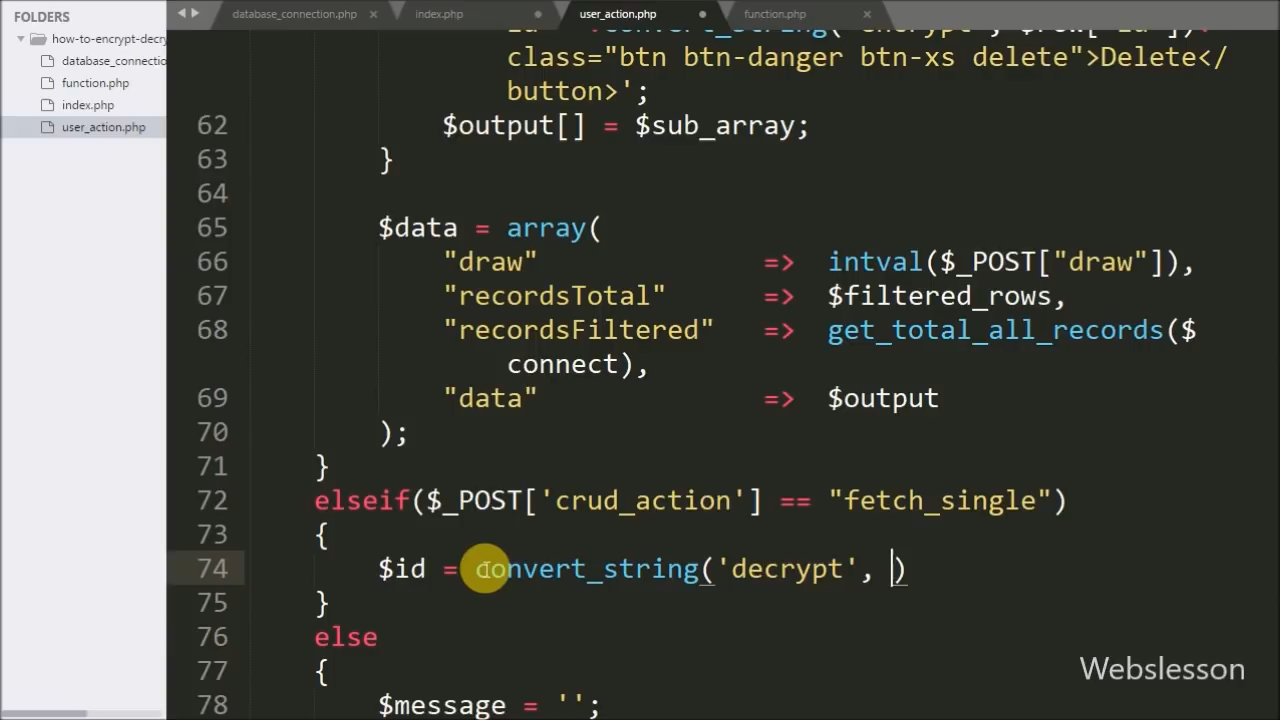 FOLDERS
how-to-encrypt-decry
database_connectio
function.php
index.php
user_action.php
database_connection.php × index.php user_action.php function.php ×
class="btn btn-danger btn-xs delete">Delete</
button>';
62 $output[] = $sub_array;
63 }
64
65 $data = array(
66 "draw" => intval($_POST["draw"]),
67 "recordsTotal" => $filtered_rows,
68 "recordsFiltered" => get_total_all_records($
connect),
69 "data" => $output
70 );
71 }
72 elseif($_POST['crud_action'] == "fetch_single")
73 {
74 $id = convert_string('decrypt', )
75 }
76 else
77 {
78 $message = '';
Webslesson